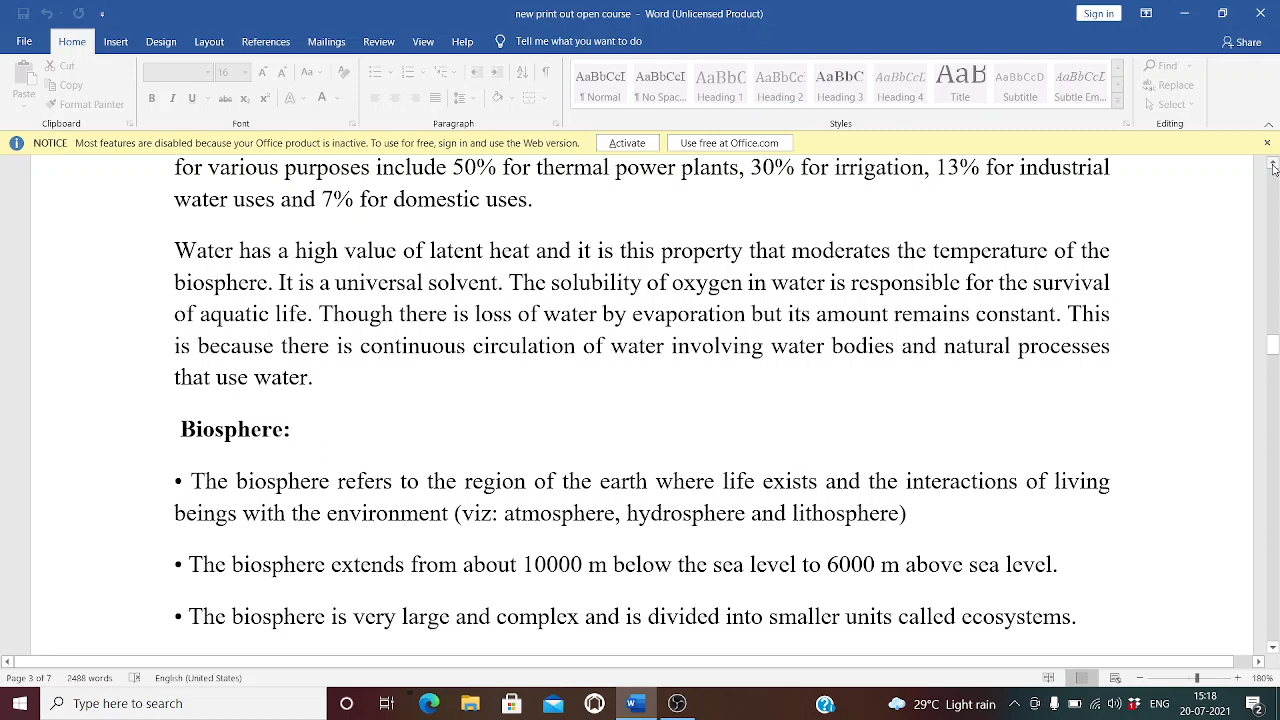 new print out open course - Word (Unlicensed Product)
Sign in
File Home Insert Design Layout References Mailings Review View Help Tell me what you want to do
Share
Paste
Cut
Copy
Format Painter
Clipboard
16
Aa
B I U abc x₂ x² A A
Font
Paragraph
AaBbCcI AaBbCcI AaBbC AaBbCc AaBbC AaBbCcI AaB AaBbCcD AaBbCcL
¶ Normal ¶ No Spac... Heading 1 Heading 2 Heading 3 Heading 4 Title Subtitle Subtle Em...
Styles
Find
Replace
Select
Editing
NOTICE Most features are disabled because your Office product is inactive. To use for free, sign in and use the Web version. Activate Use free at Office.com
for various purposes include 50% for thermal power plants, 30% for irrigation, 13% for industrial
water uses and 7% for domestic uses.
Water has a high value of latent heat and it is this property that moderates the temperature of the
biosphere. It is a universal solvent. The solubility of oxygen in water is responsible for the survival
of aquatic life. Though there is loss of water by evaporation but its amount remains constant. This
is because there is continuous circulation of water involving water bodies and natural processes
that use water.
Biosphere:
• The biosphere refers to the region of the earth where life exists and the interactions of living
beings with the environment (viz: atmosphere, hydrosphere and lithosphere)
• The biosphere extends from about 10000 m below the sea level to 6000 m above sea level.
• The biosphere is very large and complex and is divided into smaller units called ecosystems.
Page 3 of 7 2488 words English (United States) 180%
Type here to search
29°C Light rain
ENG
15:18
20-07-2021
2